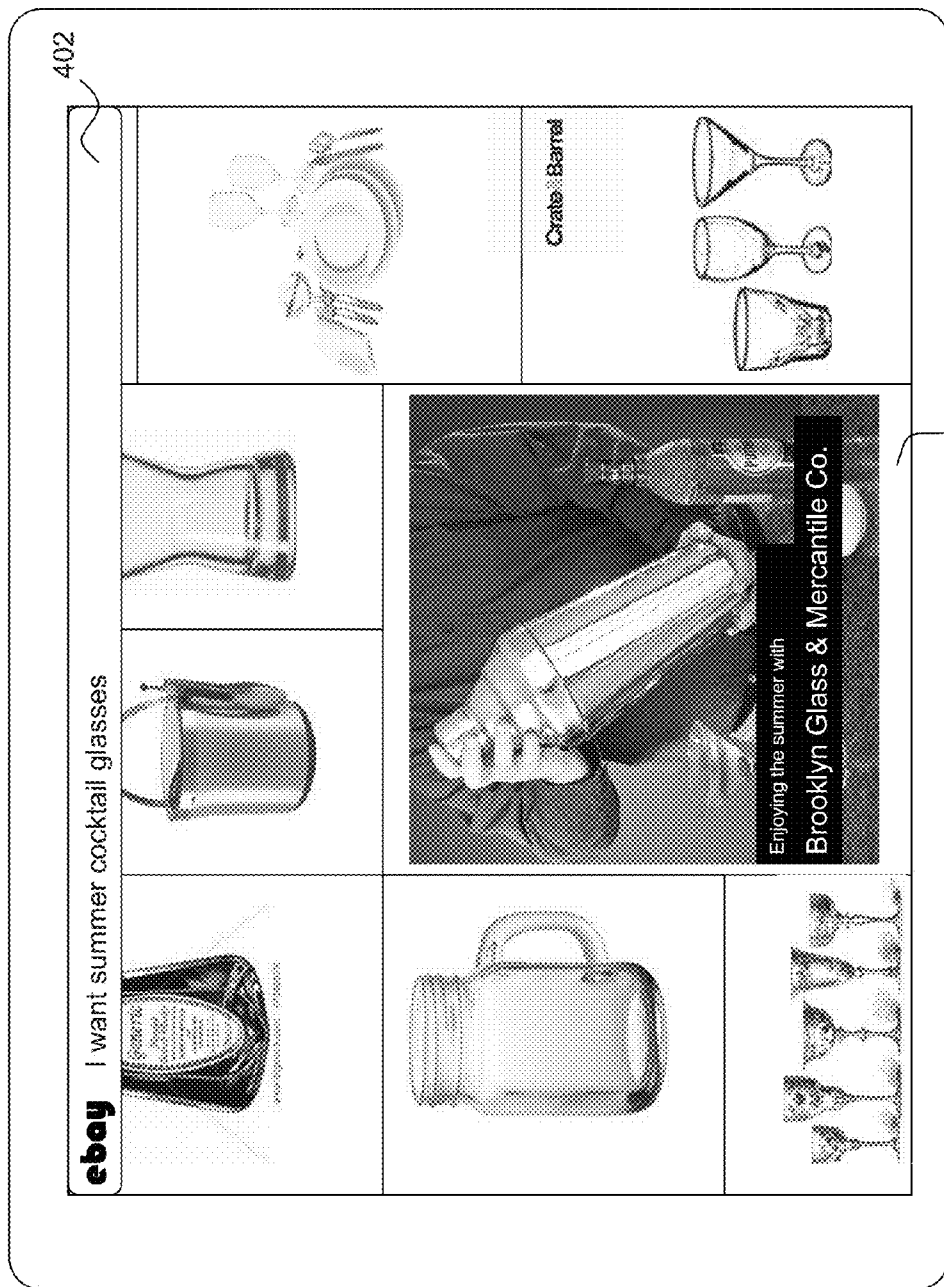 402
ebay I want summer cocktail glasses
Crate&Barrel
Enjoying the summer with
Brooklyn Glass & Mercantile Co.